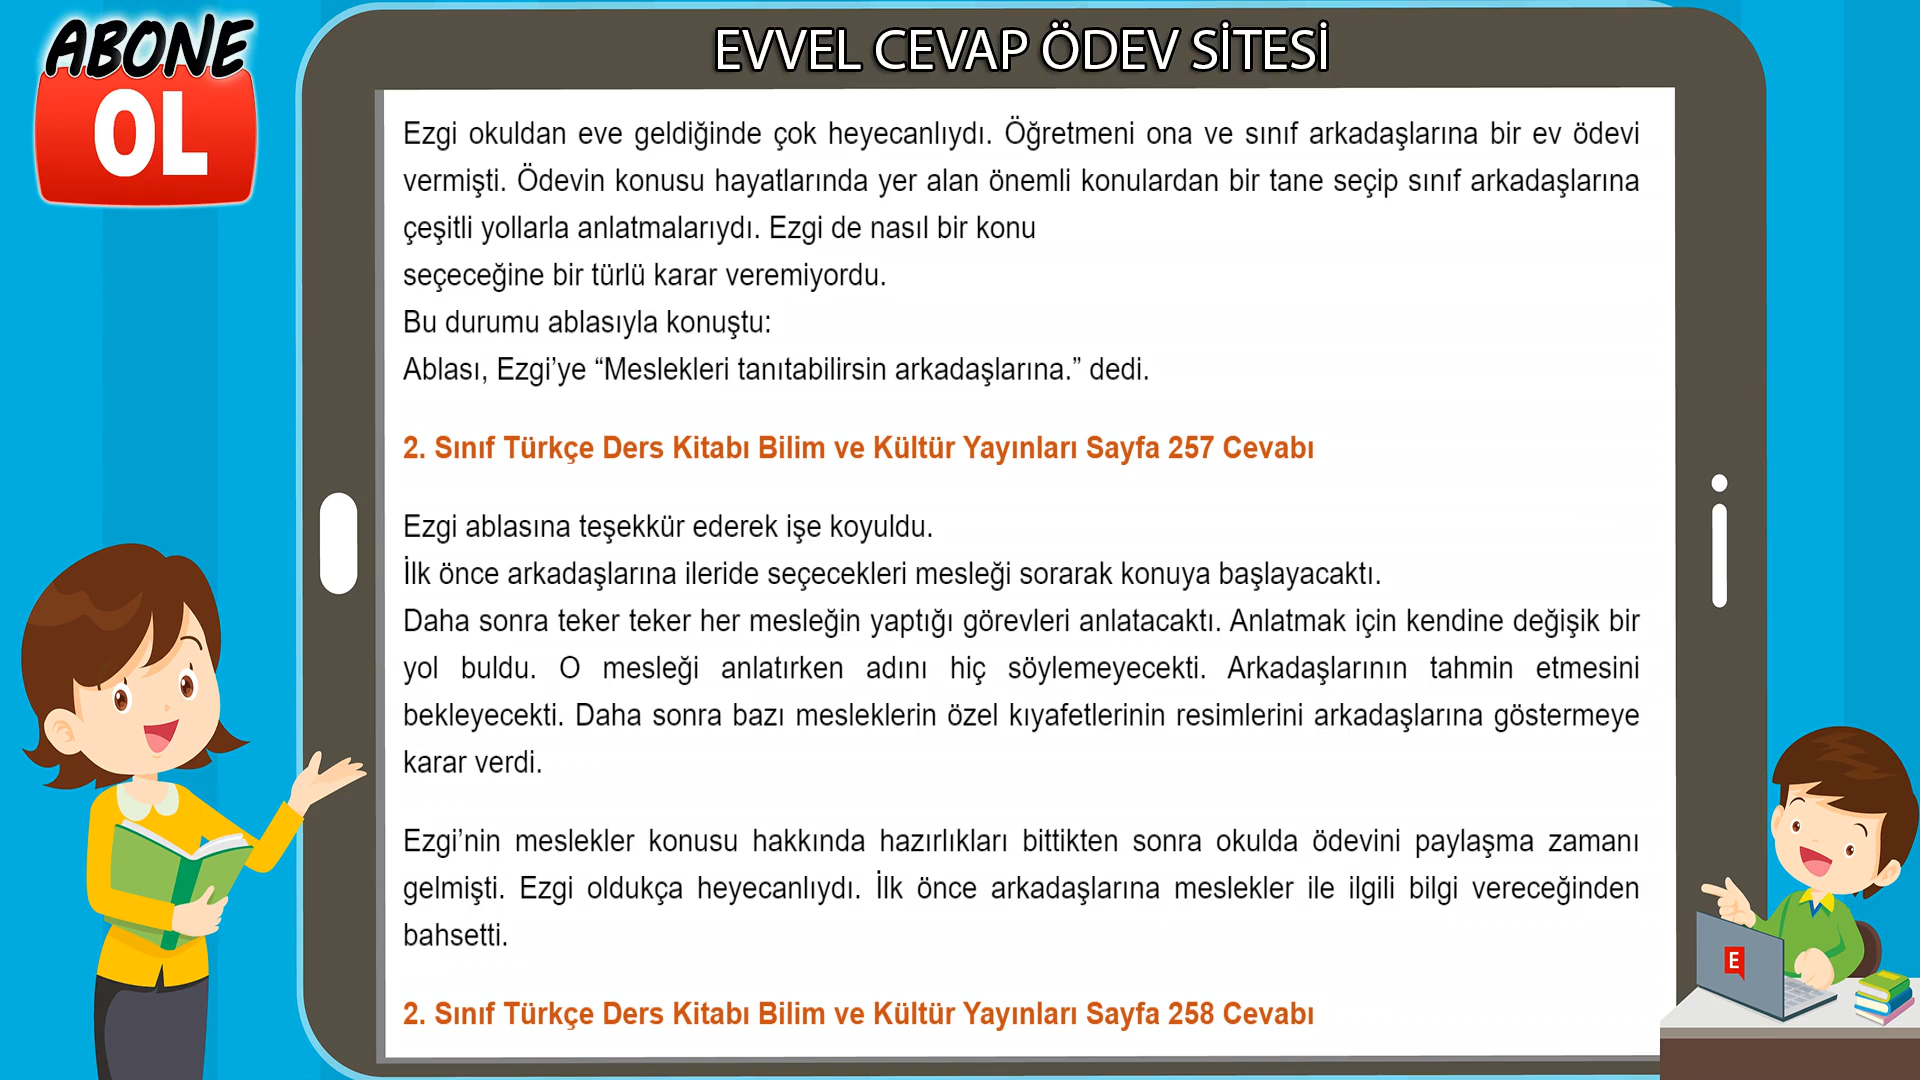 ABONE
OL
EVVEL CEVAP ÖDEV SİTESİ
Ezgi okuldan eve geldiğinde çok heyecanlıydı. Öğretmeni ona ve sınıf arkadaşlarına bir ev ödevi
vermişti. Ödevin konusu hayatlarında yer alan önemli konulardan bir tane seçip sınıf arkadaşlarına
çeşitli yollarla anlatmalarıydı. Ezgi de nasıl bir konu
seçeceğine bir türlü karar veremiyordu.
Bu durumu ablasıyla konuştu:
Ablası, Ezgi’ye “Meslekleri tanıtabilirsin arkadaşlarına.” dedi.
2. Sınıf Türkçe Ders Kitabı Bilim ve Kültür Yayınları Sayfa 257 Cevabı
Ezgi ablasına teşekkür ederek işe koyuldu.
İlk önce arkadaşlarına ileride seçecekleri mesleği sorarak konuya başlayacaktı.
Daha sonra teker teker her mesleğin yaptığı görevleri anlatacaktı. Anlatmak için kendine değişik bir
yol buldu. O mesleği anlatırken adını hiç söylemeyecekti. Arkadaşlarının tahmin etmesini
bekleyecekti. Daha sonra bazı mesleklerin özel kıyafetlerinin resimlerini arkadaşlarına göstermeye
karar verdi.
Ezgi’nin meslekler konusu hakkında hazırlıkları bittikten sonra okulda ödevini paylaşma zamanı
gelmişti. Ezgi oldukça heyecanlıydı. İlk önce arkadaşlarına meslekler ile ilgili bilgi vereceğinden
bahsetti.
2. Sınıf Türkçe Ders Kitabı Bilim ve Kültür Yayınları Sayfa 258 Cevabı
E